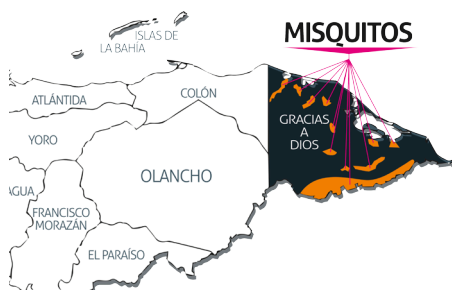 MISQUITOS
ISLAS DE
LA BAHÍA
ATLÁNTIDA
COLÓN
GRACIAS
A
DIOS
YORO
OLANCHO
AGUA
FRANCISCO
MORAZÁN
EL PARAÍSO